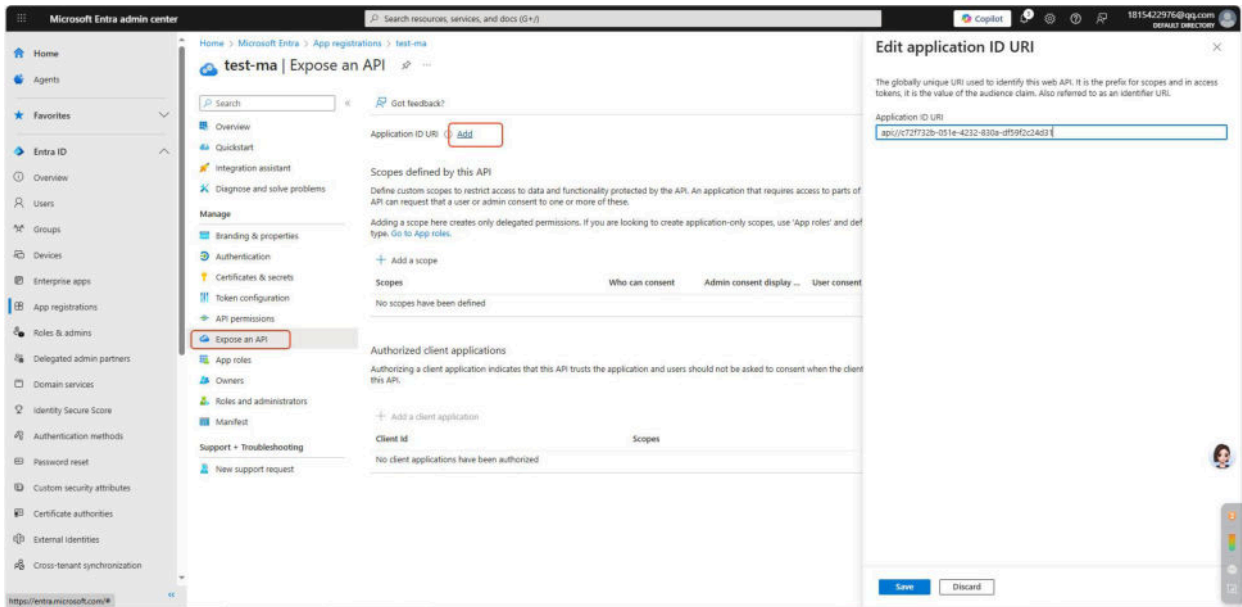 Microsoft Entra admin center
Search resources, services, and docs (G+/)
Copilot
1815422976@qq.com
DEFAULT DIRECTORY
Home
Agents
Favorites
Entra ID
Overview
Users
Groups
Devices
Enterprise apps
App registrations
Roles & admins
Delegated admin partners
Domain services
Identity Secure Score
Authentication methods
Password reset
Custom security attributes
Certificate authorities
External Identities
Cross-tenant synchronization
https://entra.microsoft.com/#
Home > Microsoft Entra > App registrations > test-ma
test-ma | Expose an API
Search
Overview
Quickstart
Integration assistant
Diagnose and solve problems
Manage
Branding & properties
Authentication
Certificates & secrets
Token configuration
API permissions
Expose an API
App roles
Owners
Roles and administrators
Manifest
Support + Troubleshooting
New support request
Got feedback?
Application ID URI Add
Scopes defined by this API
Define custom scopes to restrict access to data and functionality protected by the API. An application that requires access to parts of
API can request that a user or admin consent to one or more of these.
Adding a scope here creates only delegated permissions. If you are looking to create application-only scopes, use 'App roles' and def
type. Go to App roles.
Add a scope
Scopes Who can consent Admin consent display ... User consent
No scopes have been defined
Authorized client applications
Authorizing a client application indicates that this API trusts the application and users should not be asked to consent when the client
this API.
Add a client application
Client Id Scopes
No client applications have been authorized
Edit application ID URI
The globally unique URI used to identify this web API. It is the prefix for scopes and in access
tokens, it is the value of the audience claim. Also referred to as an identifier URI.
Application ID URI
api://c72f732b-051e-4232-830a-df59f2c24d31
Save Discard